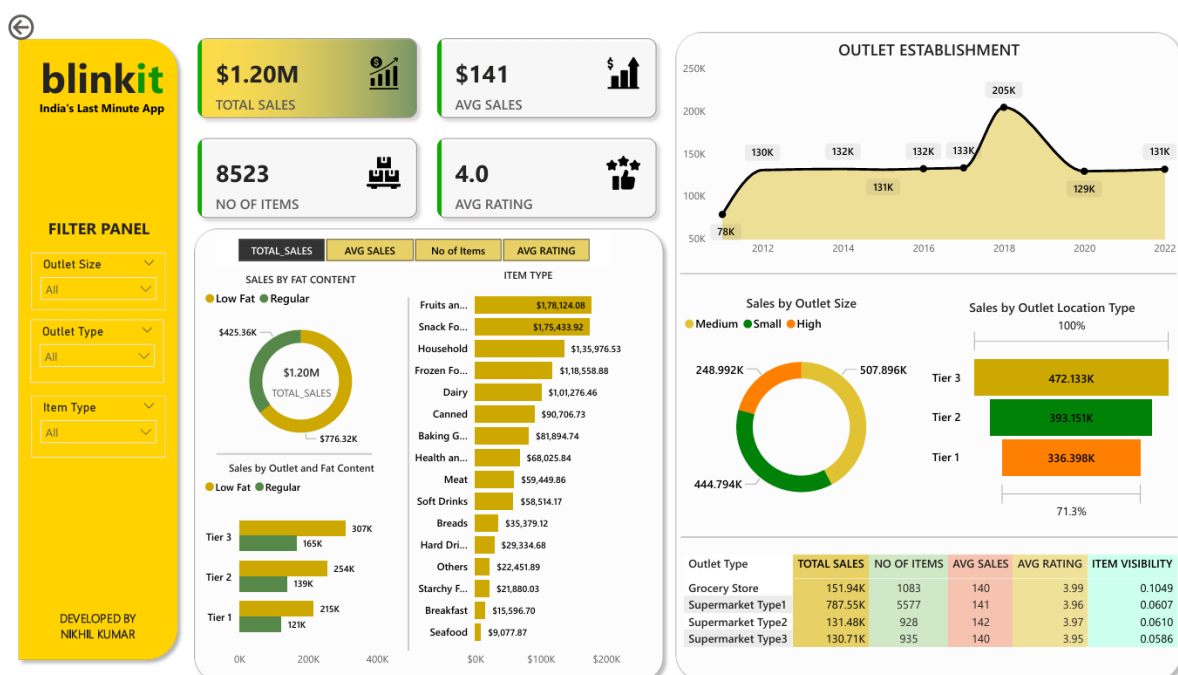 blinkit
India's Last Minute App
FILTER PANEL
Outlet Size
All
Outlet Type
All
Item Type
All
DEVELOPED BY
NIKHIL KUMAR
$1.20M
TOTAL SALES
$141
AVG SALES
8523
NO OF ITEMS
4.0
AVG RATING
TOTAL_SALES AVG SALES No of Items AVG RATING
SALES BY FAT CONTENT
Low Fat Regular
$425.36K
$1.20M
TOTAL_SALES
$776.32K
Sales by Outlet and Fat Content
Low Fat Regular
Tier 3 307K
165K
Tier 2 254K
139K
Tier 1 215K
121K
0K 200K 400K
ITEM TYPE
Fruits an... $1,78,124.08
Snack Fo... $1,75,433.92
Household $1,35,976.53
Frozen Fo... $1,18,558.88
Dairy $1,01,276.46
Canned $90,706.73
Baking G... $81,894.74
Health an... $68,025.84
Meat $59,449.86
Soft Drinks $58,514.17
Breads $35,379.12
Hard Dri... $29,334.68
Others $22,451.89
Starchy F... $21,880.03
Breakfast $15,596.70
Seafood $9,077.87
$0K $100K $200K
OUTLET ESTABLISHMENT
250K
200K
150K
100K
50K
78K
130K
132K
131K
132K
133K
205K
129K
131K
2012 2014 2016 2018 2020 2022
Sales by Outlet Size
Medium Small High
248.992K
507.896K
444.794K
Sales by Outlet Location Type
100%
Tier 3 472.133K
Tier 2 393.151K
Tier 1 336.398K
71.3%
Outlet Type TOTAL SALES NO OF ITEMS AVG SALES AVG RATING ITEM VISIBILITY
Grocery Store 151.94K 1083 140 3.99 0.1049
Supermarket Type1 787.55K 5577 141 3.96 0.0607
Supermarket Type2 131.48K 928 142 3.97 0.0610
Supermarket Type3 130.71K 935 140 3.95 0.0586